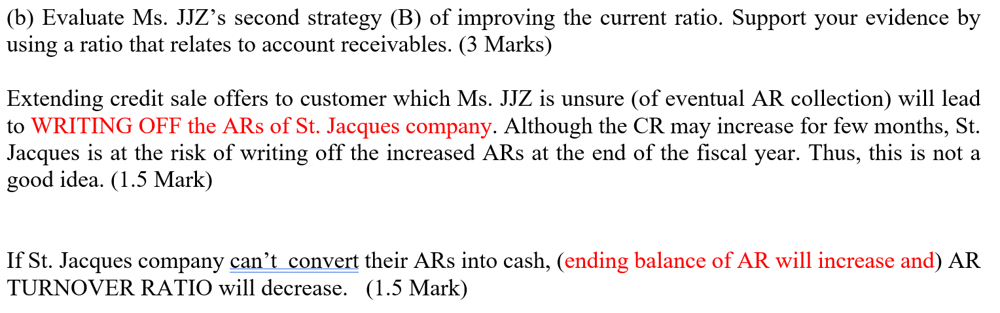 (b) Evaluate Ms. JJZ’s second strategy (B) of improving the current ratio. Support your evidence by
using a ratio that relates to account receivables. (3 Marks)
Extending credit sale offers to customer which Ms. JJZ is unsure (of eventual AR collection) will lead
to WRITING OFF the ARs of St. Jacques company. Although the CR may increase for few months, St.
Jacques is at the risk of writing off the increased ARs at the end of the fiscal year. Thus, this is not a
good idea. (1.5 Mark)
If St. Jacques company can’t  convert their ARs into cash, (ending balance of AR will increase and) AR
TURNOVER RATIO will decrease.   (1.5 Mark)